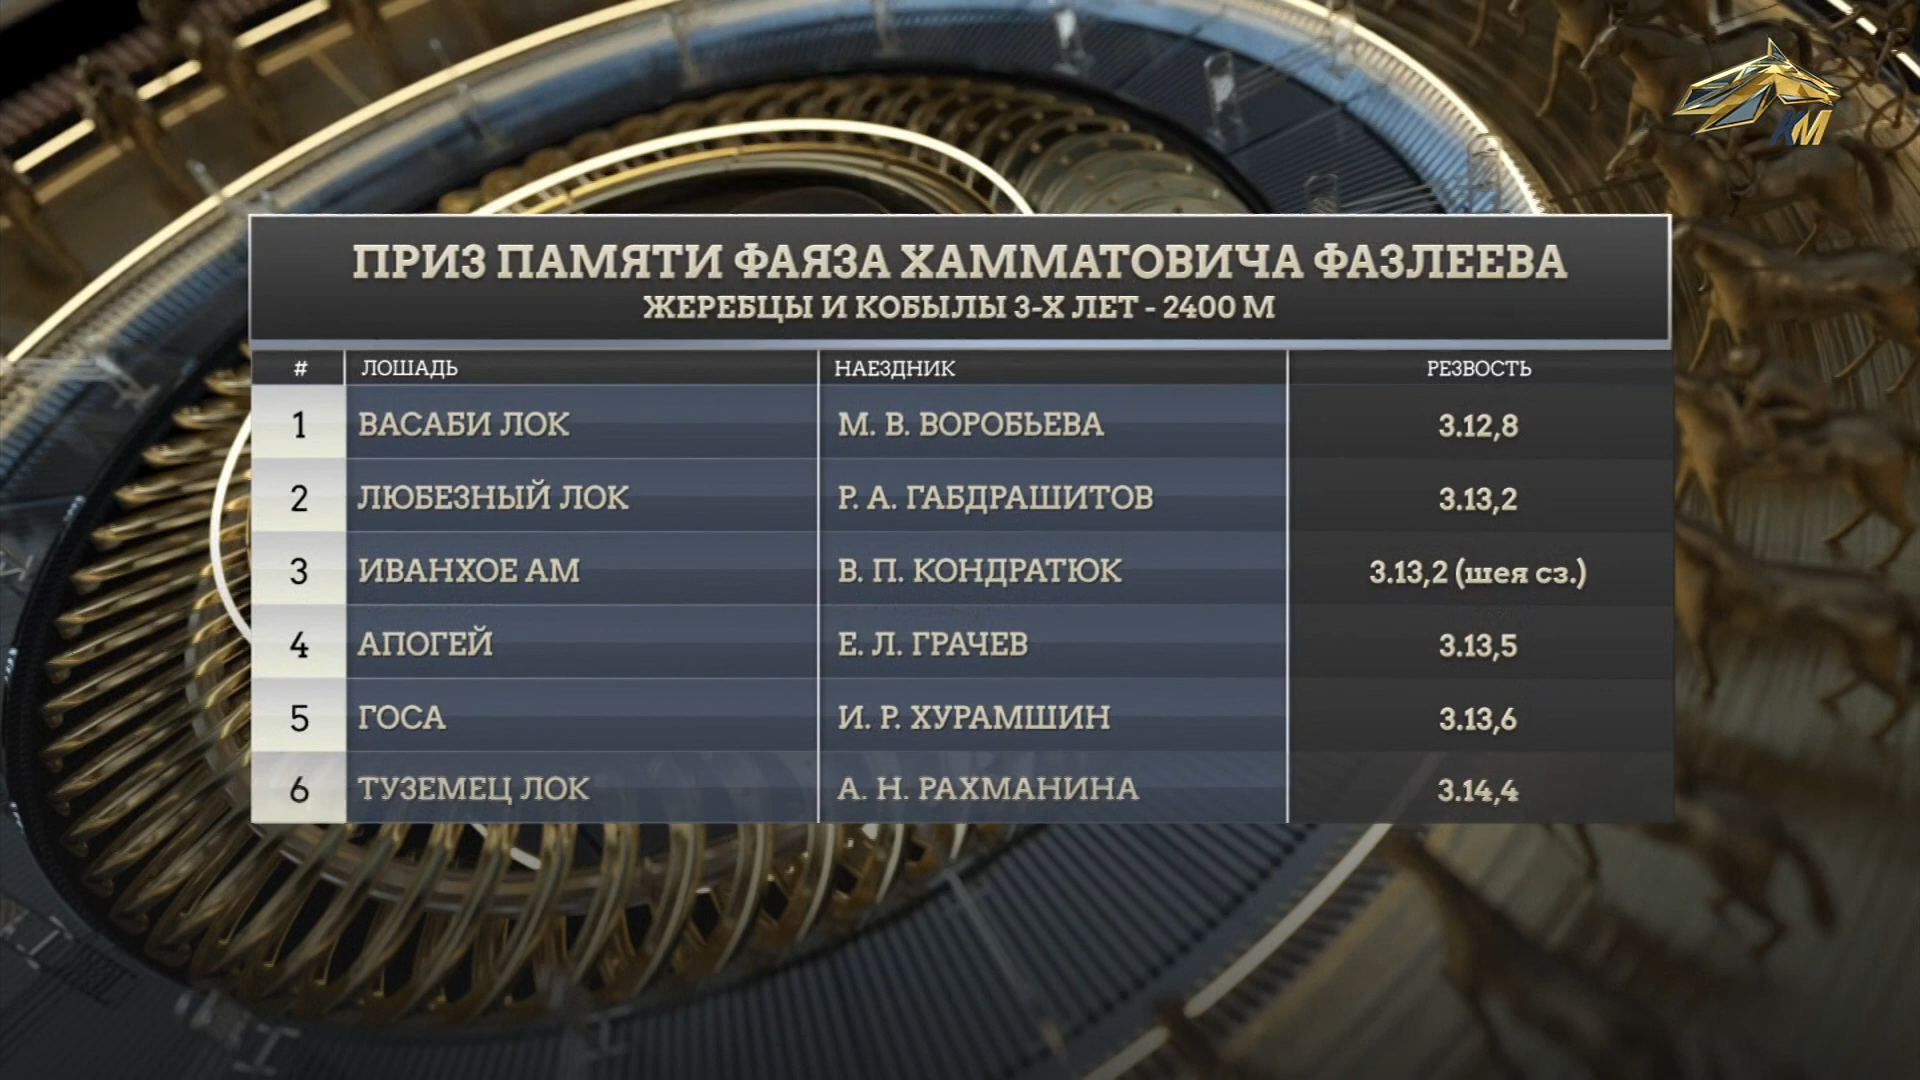 КМ
ПРИЗ ПАМЯТИ ФАЯЗА ХАММАТОВИЧА ФАЗЛЕЕВА
ЖЕРЕБЦЫ И КОБЫЛЫ 3-Х ЛЕТ - 2400 М
# ЛОШАДЬ НАЕЗДНИК РЕЗВОСТЬ
1 ВАСАБИ ЛОК М. В. ВОРОБЬЕВА 3.12,8
2 ЛЮБЕЗНЫЙ ЛОК Р. А. ГАБДРАШИТОВ 3.13,2
3 ИВАНХОЕ АМ В. П. КОНДРАТЮК 3.13,2 (шея сз.)
4 АПОГЕЙ Е. Л. ГРАЧЕВ 3.13,5
5 ГОСА И. Р. ХУРАМШИН 3.13,6
6 ТУЗЕМЕЦ ЛОК А. Н. РАХМАНИНА 3.14,4